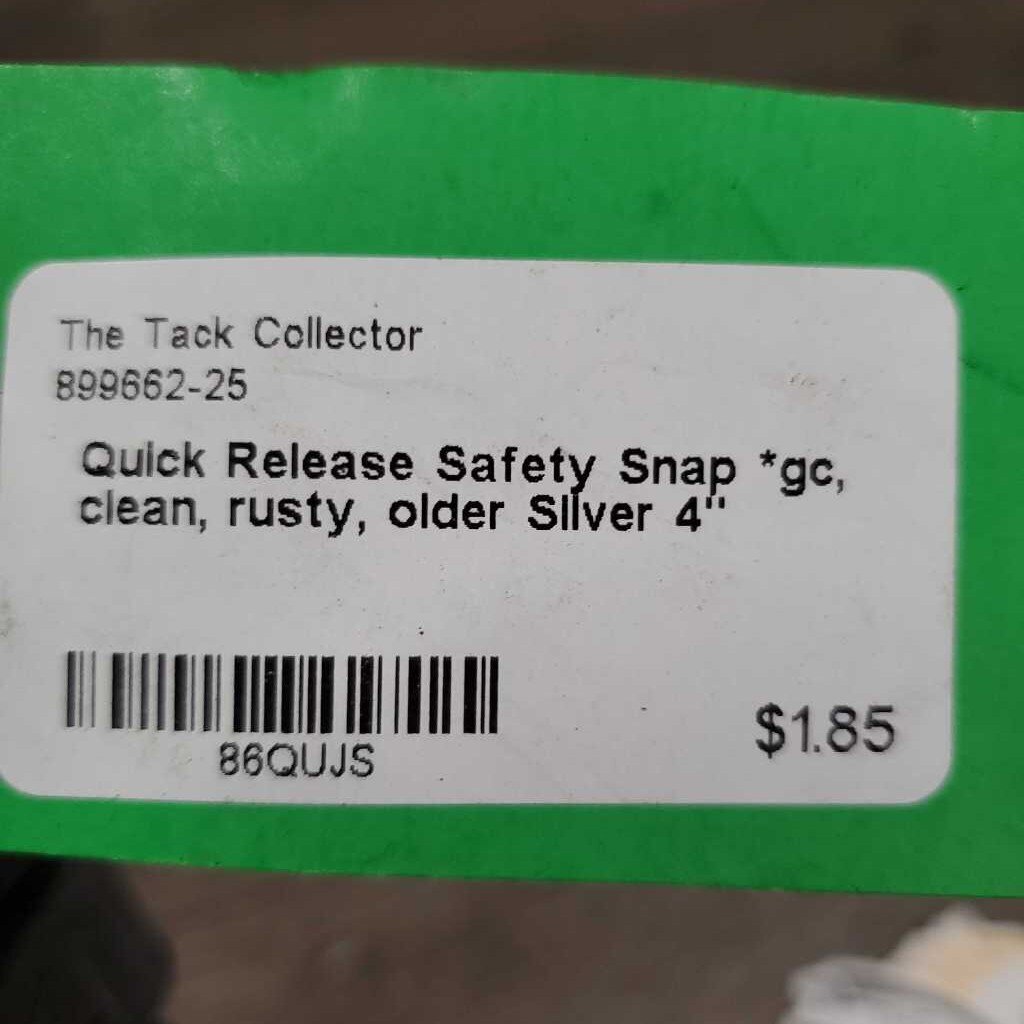 The Tack Collector
899662-25
Quick Release Safety Snap *gc,
clean, rusty, older Silver 4"
86QUJS
$1.85